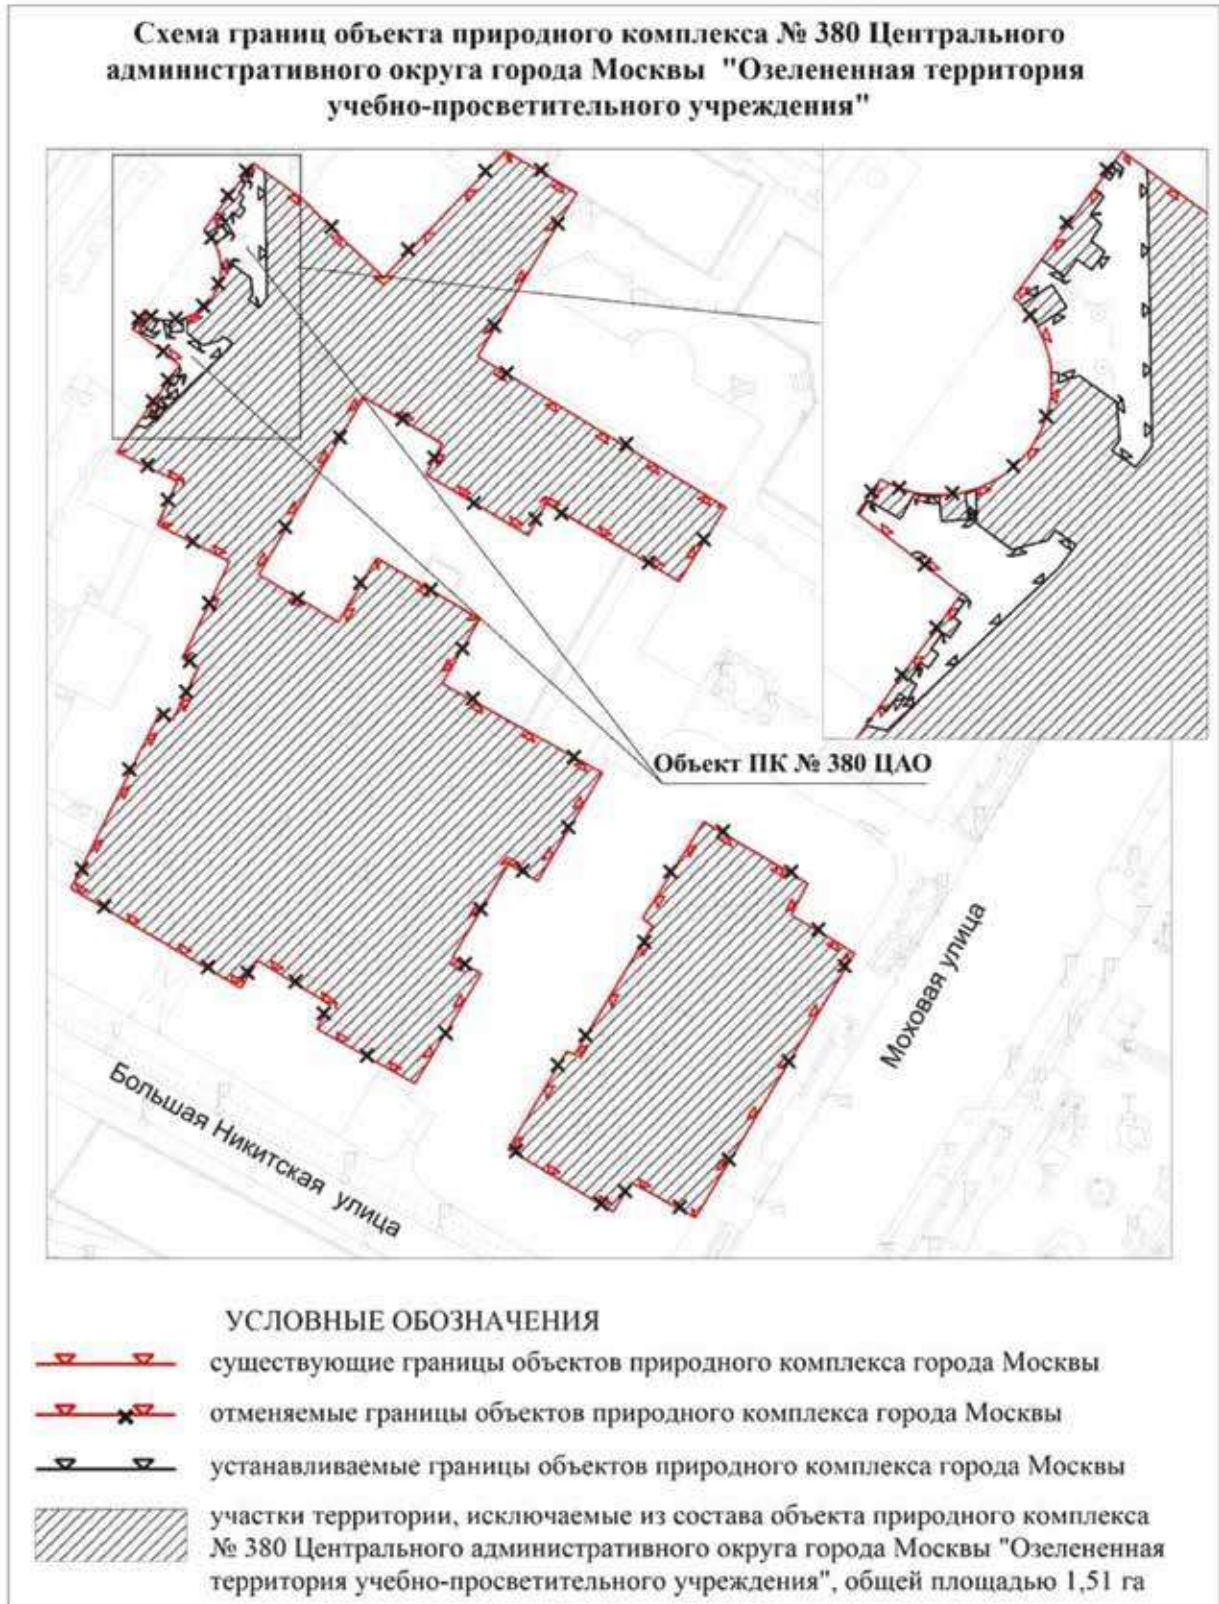 Схема границ объекта природного комплекса № 380 Центрального
административного округа города Москвы "Озелененная территория
учебно-просветительного учреждения"
Объект ПК № 380 ЦАО
Моховая улица
Большая Никитская улица
УСЛОВНЫЕ ОБОЗНАЧЕНИЯ
существующие границы объектов природного комплекса города Москвы
отменяемые границы объектов природного комплекса города Москвы
устанавливаемые границы объектов природного комплекса города Москвы
участки территории, исключаемые из состава объекта природного комплекса
№ 380 Центрального административного округа города Москвы "Озелененная
территория учебно-просветительного учреждения", общей площадью 1,51 га